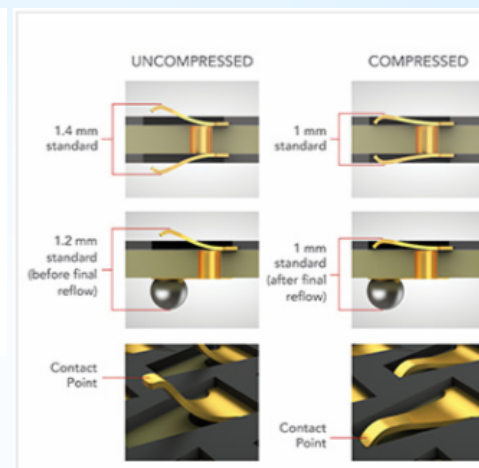 UNCOMPRESSED
COMPRESSED
1.4 mm
standard
1 mm
standard
1.2 mm
standard
(before final
reflow)
1 mm
standard
(after final
reflow)
Contact
Point
Contact
Point